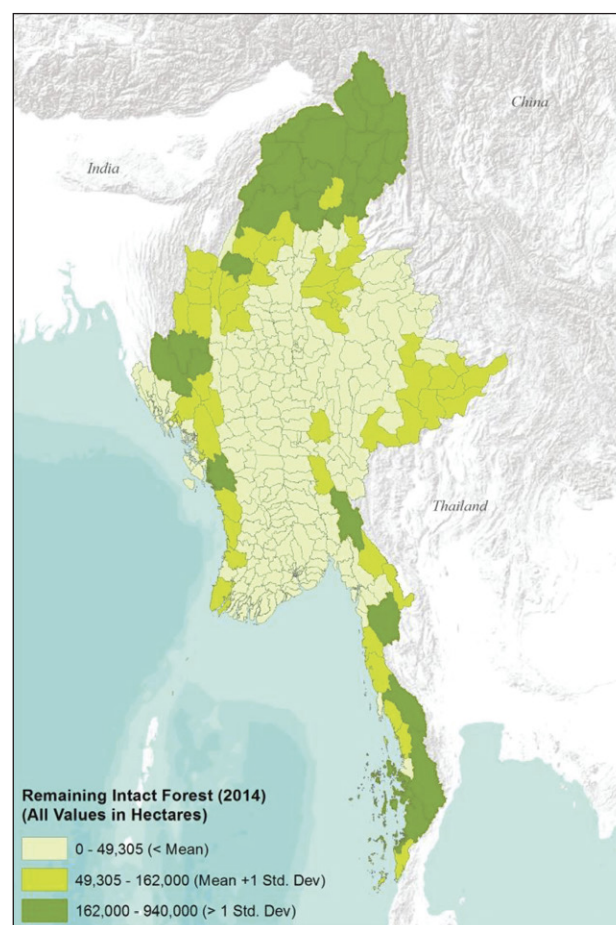 China
India
Thailand
Remaining Intact Forest (2014)
(All Values in Hectares)
0 - 49,305 (< Mean)
49,305 - 162,000 (Mean +1 Std. Dev)
162,000 - 940,000 (> 1 Std. Dev)